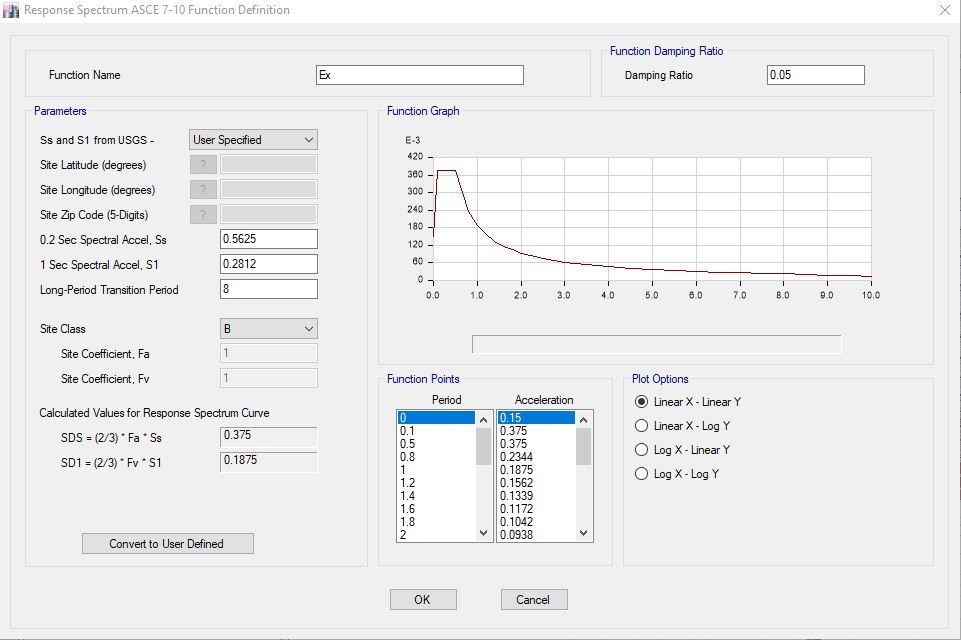 Response Spectrum ASCE 7-10 Function Definition
Function Name
Ex
Function Damping Ratio
Damping Ratio
0.05
Parameters
Ss and S1 from USGS -
User Specified
Site Latitude (degrees)
?
Site Longitude (degrees)
?
Site Zip Code (5-Digits)
?
0.2 Sec Spectral Accel, Ss
0.5625
1 Sec Spectral Accel, S1
0.2812
Long-Period Transition Period
8
Site Class
B
Site Coefficient, Fa
1
Site Coefficient, Fv
1
Calculated Values for Response Spectrum Curve
SDS = (2/3) * Fa * Ss
0.375
SD1 = (2/3) * Fv * S1
0.1875
Convert to User Defined
Function Graph
E-3
420
360
300
240
180
120
60
0
0.0 1.0 2.0 3.0 4.0 5.0 6.0 7.0 8.0 9.0 10.0
Function Points
Period Acceleration
0 0.15
0.1 0.375
0.5 0.375
0.8 0.2344
1 0.1875
1.2 0.1562
1.4 0.1339
1.6 0.1172
1.8 0.1042
2 0.0938
Plot Options
Linear X - Linear Y
Linear X - Log Y
Log X - Linear Y
Log X - Log Y
OK
Cancel